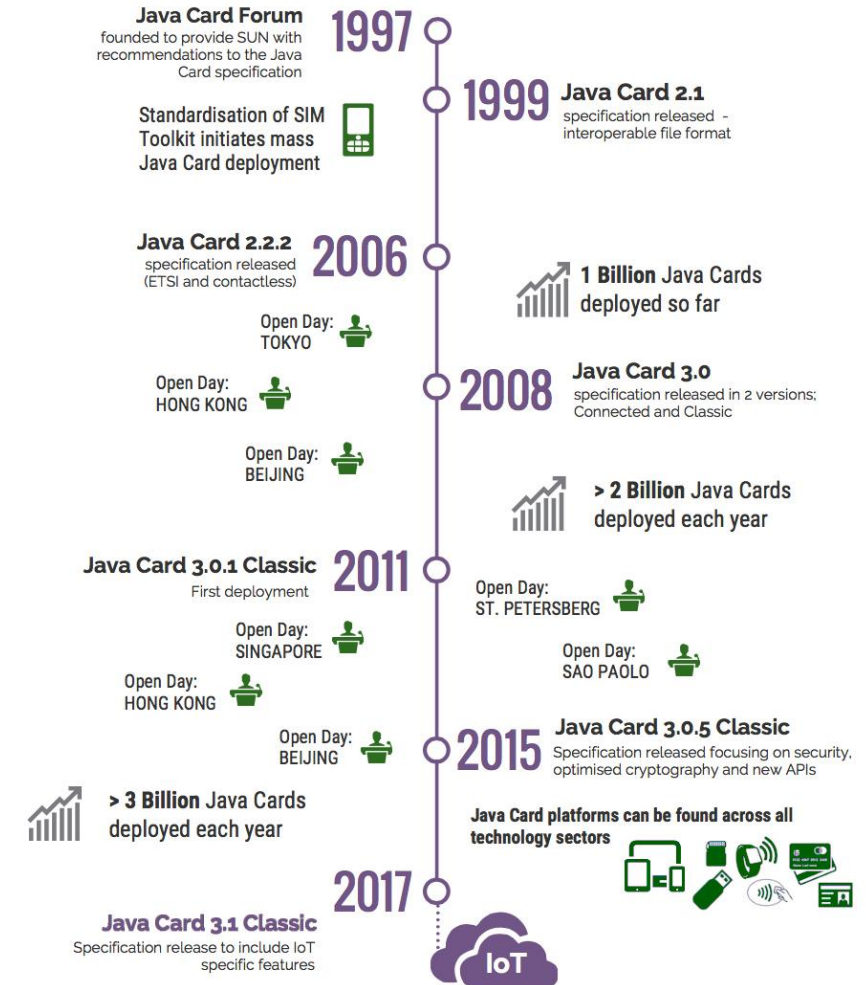 Java Card Forum
founded to provide SUN with
recommendations to the Java
Card specification
1997
1999
Java Card 2.1
specification released -
interoperable file format
Standardisation of SIM
Toolkit initiates mass
Java Card deployment
Java Card 2.2.2
specification released
(ETSI and contactless)
2006
1 Billion Java Cards
deployed so far
Open Day:
TOKYO
Open Day:
HONG KONG
2008
Java Card 3.0
specification released in 2 versions;
Connected and Classic
Open Day:
BEIJING
> 2 Billion Java Cards
deployed each year
Java Card 3.0.1 Classic
First deployment
2011
Open Day:
ST. PETERSBERG
Open Day:
SINGAPORE
Open Day:
SAO PAOLO
Open Day:
HONG KONG
Open Day:
BEIJING
2015
Java Card 3.0.5 Classic
Specification released focusing on security,
optimised cryptography and new APIs
> 3 Billion Java Cards
deployed each year
Java Card platforms can be found across all
technology sectors
2017
Java Card 3.1 Classic
Specification release to include IoT
specific features
IoT